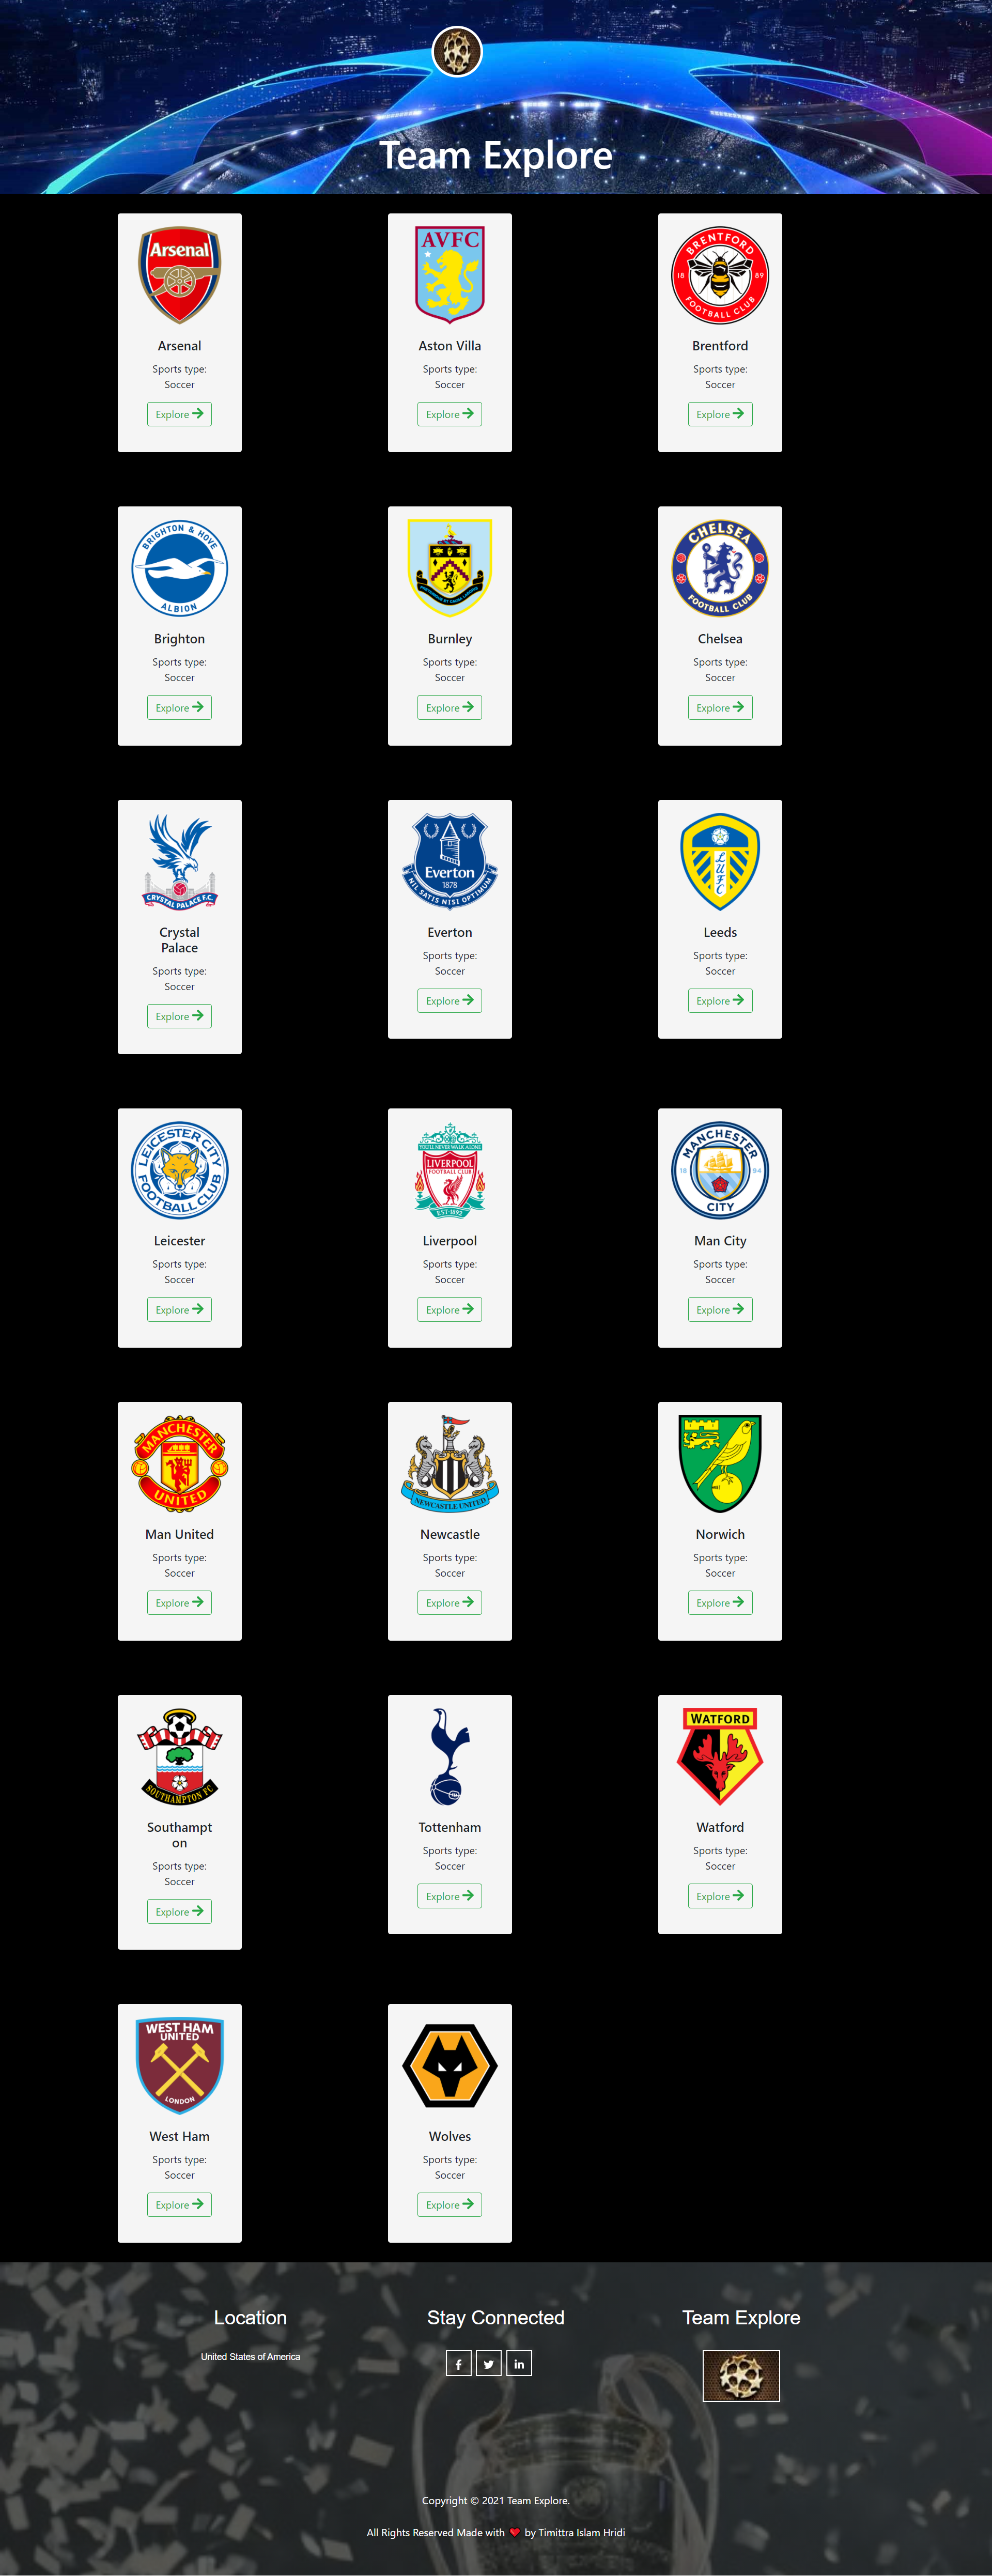 Team Explore
Arsenal
AVFC
BRENTFORD
18 89
FOOTBALL CLUB
Arsenal
Aston Villa
Brentford
Sports type:
Soccer
Sports type:
Soccer
Sports type:
Soccer
Explore
Explore
Explore
BRIGHTON & HOVE
ALBION
CHELSEA
FOOTBALL CLUB
Brighton
Burnley
Chelsea
Sports type:
Soccer
Sports type:
Soccer
Sports type:
Soccer
Explore
Explore
Explore
CRYSTAL PALACE F.C.
Everton
1878
NIL SATIS NISI OPTIMUM
LUFC
Crystal
Palace
Everton
Leeds
Sports type:
Soccer
Sports type:
Soccer
Sports type:
Soccer
Explore
Explore
Explore
LEICESTER CITY
FOOTBALL CLUB
YOU'LL NEVER WALK ALONE
LIVERPOOL
FOOTBALL CLUB
EST·1892
MANCHESTER
18 94
CITY
Leicester
Liverpool
Man City
Sports type:
Soccer
Sports type:
Soccer
Sports type:
Soccer
Explore
Explore
Explore
MANCHESTER
UNITED
NEWCASTLE UNITED
Man United
Newcastle
Norwich
Sports type:
Soccer
Sports type:
Soccer
Sports type:
Soccer
Explore
Explore
Explore
SOUTHAMPTON FC
WATFORD
Southampt
on
Tottenham
Watford
Sports type:
Soccer
Sports type:
Soccer
Sports type:
Soccer
Explore
Explore
Explore
WEST HAM
UNITED
LONDON
West Ham
Wolves
Sports type:
Soccer
Sports type:
Soccer
Explore
Explore
Location
United States of America
Stay Connected
Team Explore
Copyright © 2021 Team Explore.
All Rights Reserved Made with ❤ by Timittra Islam Hridi